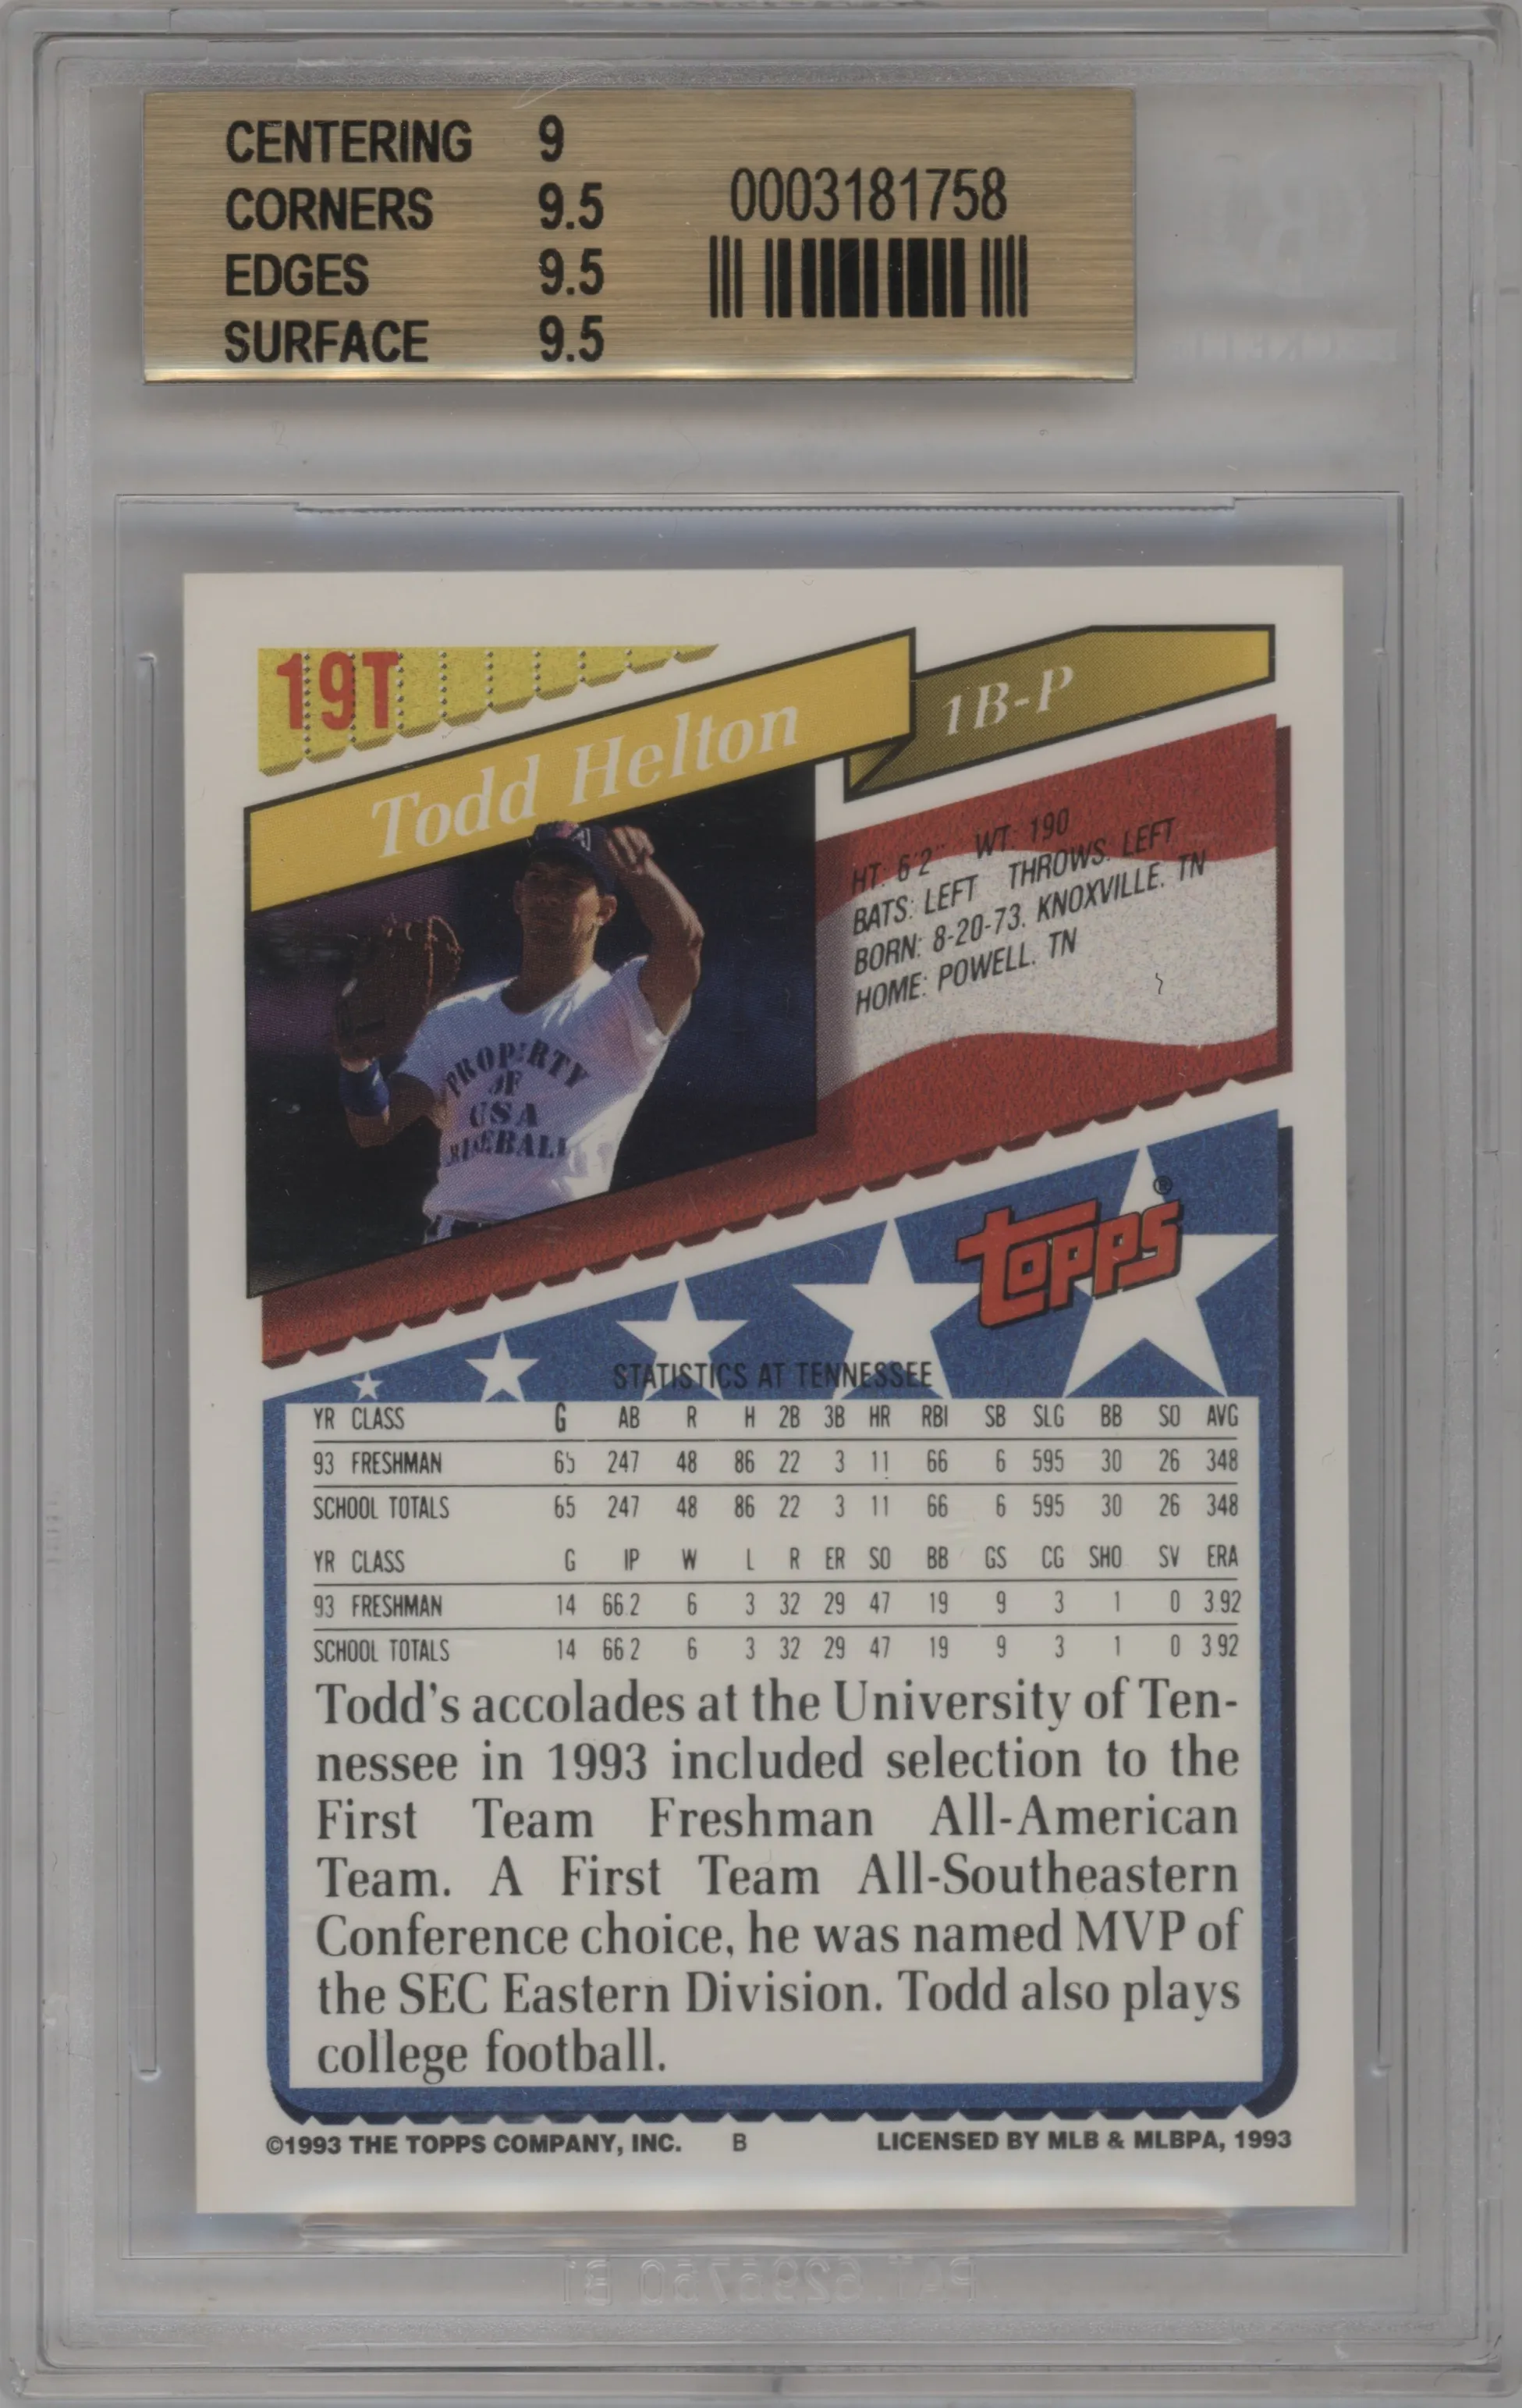 CENTERING 9
CORNERS 9.5
EDGES 9.5
SURFACE 9.5
0003181758
19T
Todd Helton
1B-P
HT: 6'2" WT: 190
BATS: LEFT THROWS: LEFT
BORN: 8-20-73, KNOXVILLE, TN
HOME: POWELL, TN
PROPERTY
OF
USA
BASEBALL
TOPPS®
STATISTICS AT TENNESSEE
YR CLASS G AB R H 2B 3B HR RBI SB SLG BB SO AVG
93 FRESHMAN 65 247 48 86 22 3 11 66 6 595 30 26 348
SCHOOL TOTALS 65 247 48 86 22 3 11 66 6 595 30 26 348
YR CLASS G IP W L R ER SO BB GS CG SHO SV ERA
93 FRESHMAN 14 66.2 6 3 32 29 47 19 9 3 1 0 3.92
SCHOOL TOTALS 14 66.2 6 3 32 29 47 19 9 3 1 0 3.92
Todd's accolades at the University of Ten-
nessee in 1993 included selection to the
First Team Freshman All-American
Team. A First Team All-Southeastern
Conference choice, he was named MVP of
the SEC Eastern Division. Todd also plays
college football.
©1993 THE TOPPS COMPANY, INC. B LICENSED BY MLB & MLBPA, 1993